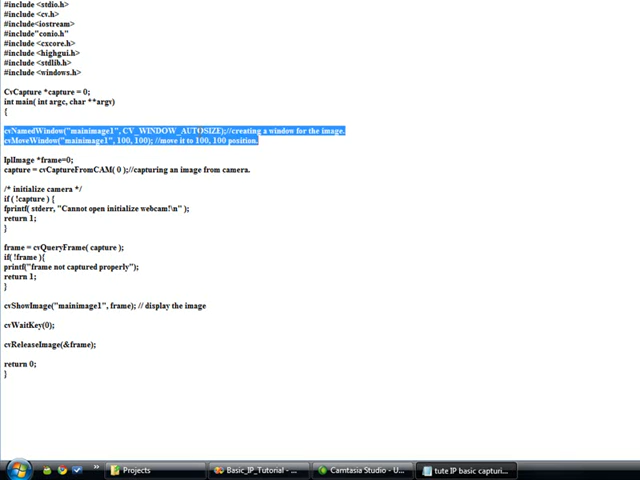 #include <stdio.h>
#include <cv.h>
#include<iostream>
#include"conio.h"
#include <cxcore.h>
#include <highgui.h>
#include <stdlib.h>
#include <windows.h>
CvCapture *capture = 0;
int main( int argc, char **argv)
{
cvNamedWindow("mainimage1", CV_WINDOW_AUTOSIZE);//creating a window for the image.
cvMoveWindow("mainimage1", 100, 100); //move it to 100, 100 position.
IplImage *frame=0;
capture = cvCaptureFromCAM( 0 );//capturing an image from camera.
/* initialize camera */
if ( !capture ) {
fprintf( stderr, "Cannot open initialize webcam!\n" );
return 1;
}
frame = cvQueryFrame( capture );
if( !frame ){
printf("frame not captured properly");
return 1;
}
cvShowImage("mainimage1", frame); // display the image
cvWaitKey(0);
cvReleaseImage(&frame);
return 0;
}
» Projects Basic_IP_Tutorial - ... Camtasia Studio - U... tute IP basic capturi...